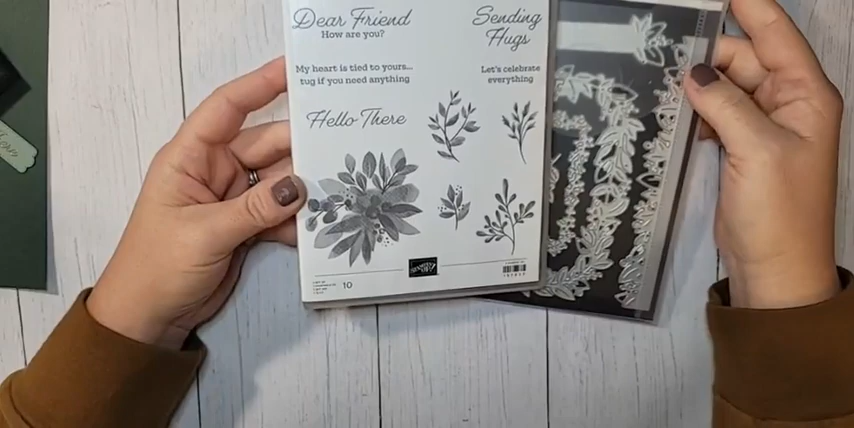 Dear Friend
How are you?
Sending
Hugs
My heart is tied to yours...
tug if you need anything
Let's celebrate
everything
Hello There
10